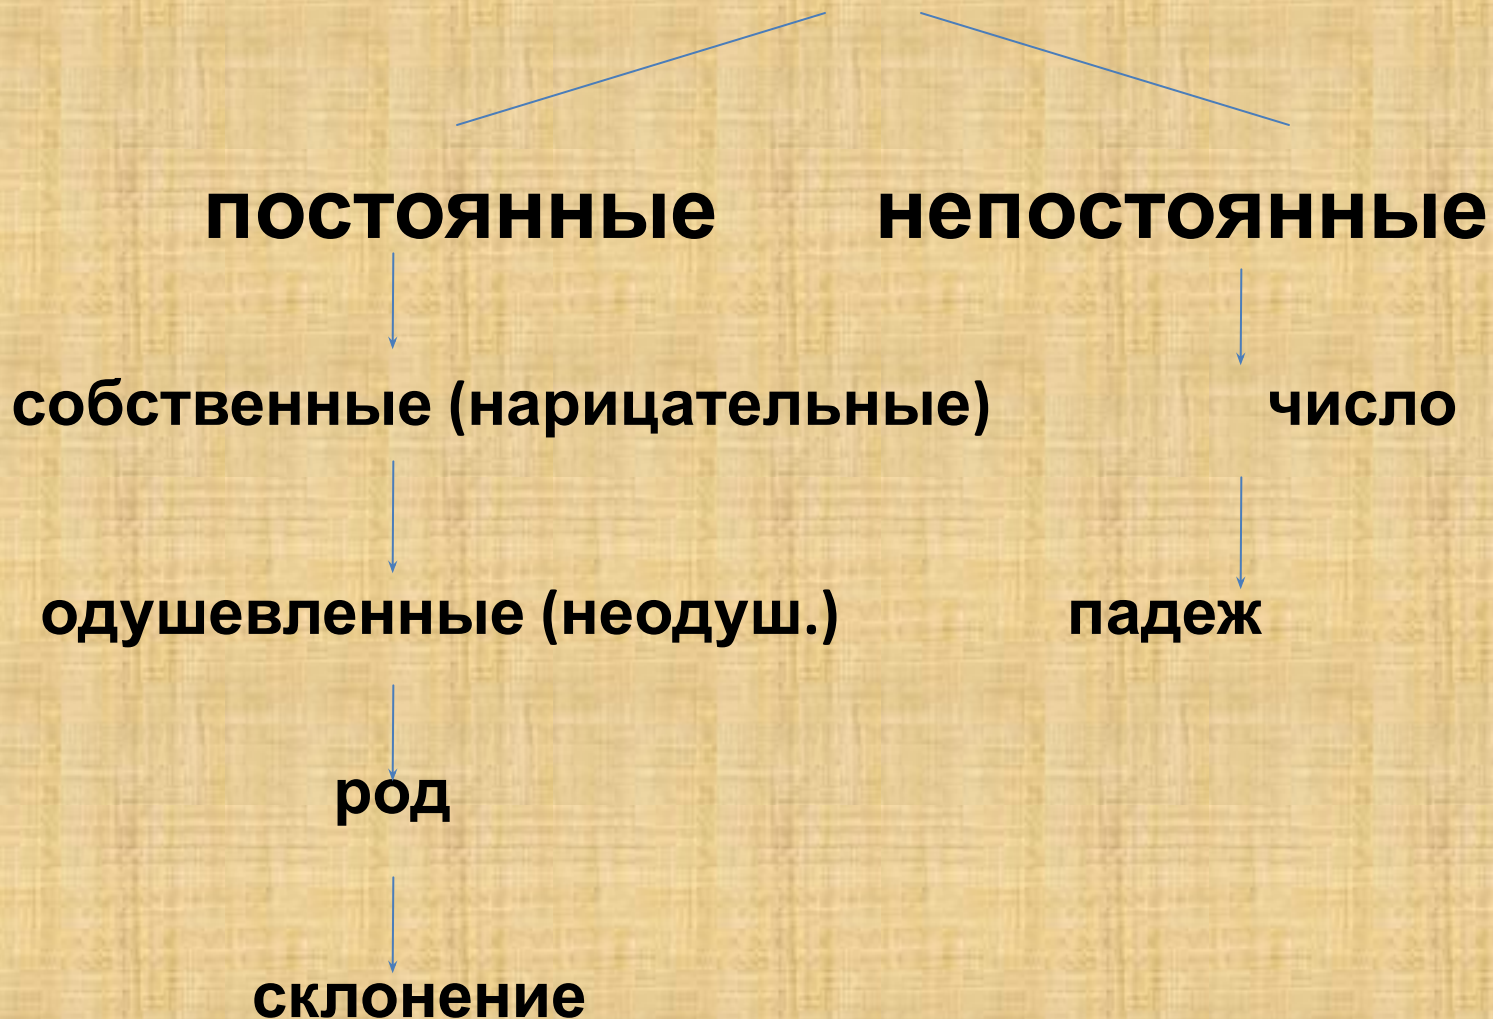 постоянные непостоянные
собственные (нарицательные) число
одушевленные (неодуш.) падеж
род
склонение